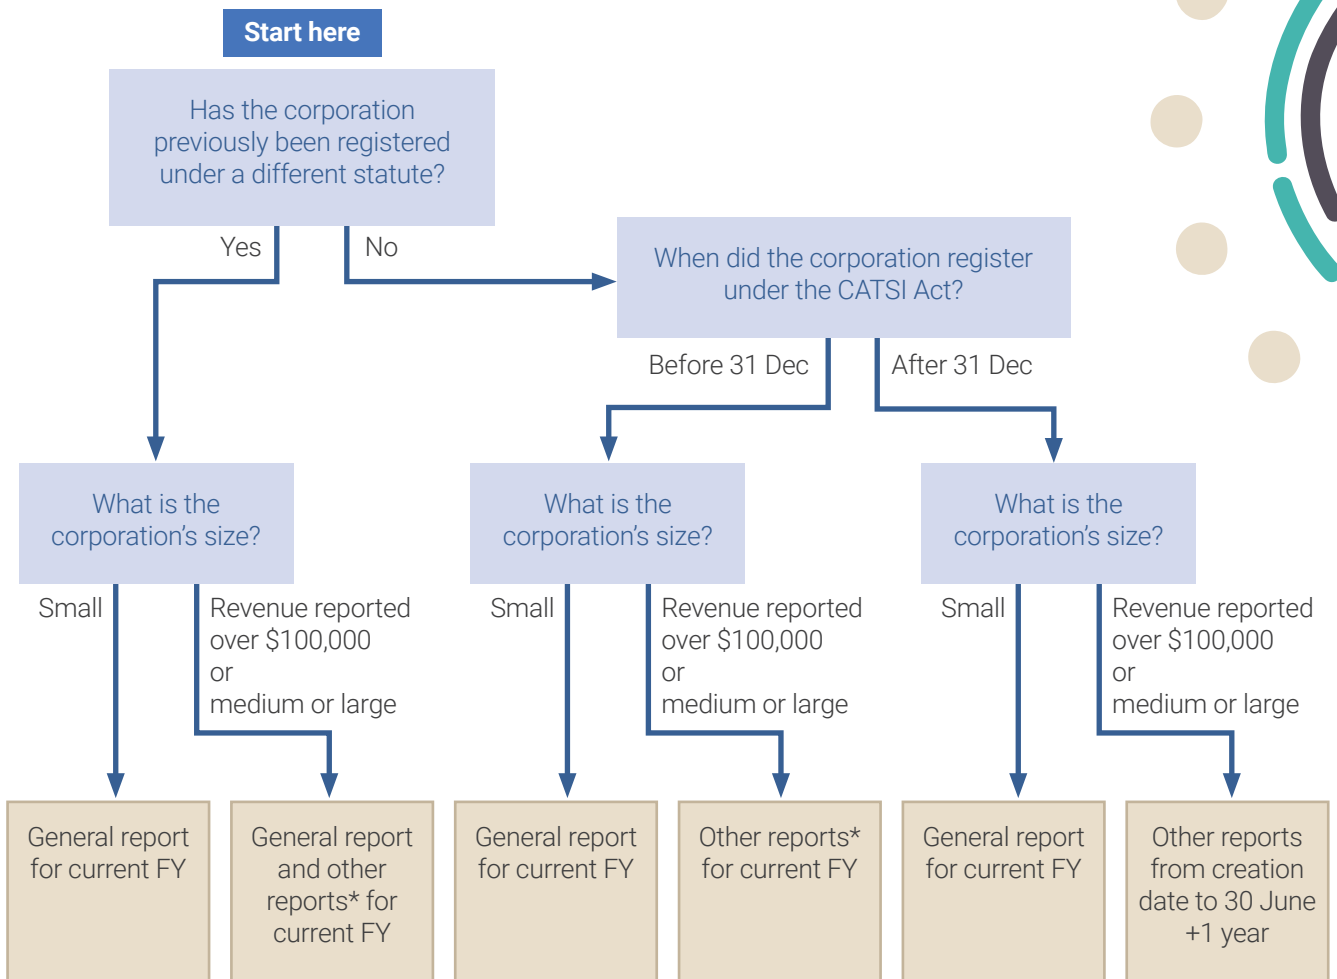 Start here
Has the corporation
previously been registered
under a different statute?
Yes
No
When did the corporation register
under the CATSI Act?
Before 31 Dec
After 31 Dec
What is the
corporation's size?
Small
Revenue reported
over $100,000
or
medium or large
What is the
corporation's size?
Small
Revenue reported
over $100,000
or
medium or large
What is the
corporation's size?
Small
Revenue reported
over $100,000
or
medium or large
General report
for current FY
General report
and other
reports* for
current FY
General report
for current FY
Other reports*
for current FY
General report
for current FY
Other reports
from creation
date to 30 June
+1 year